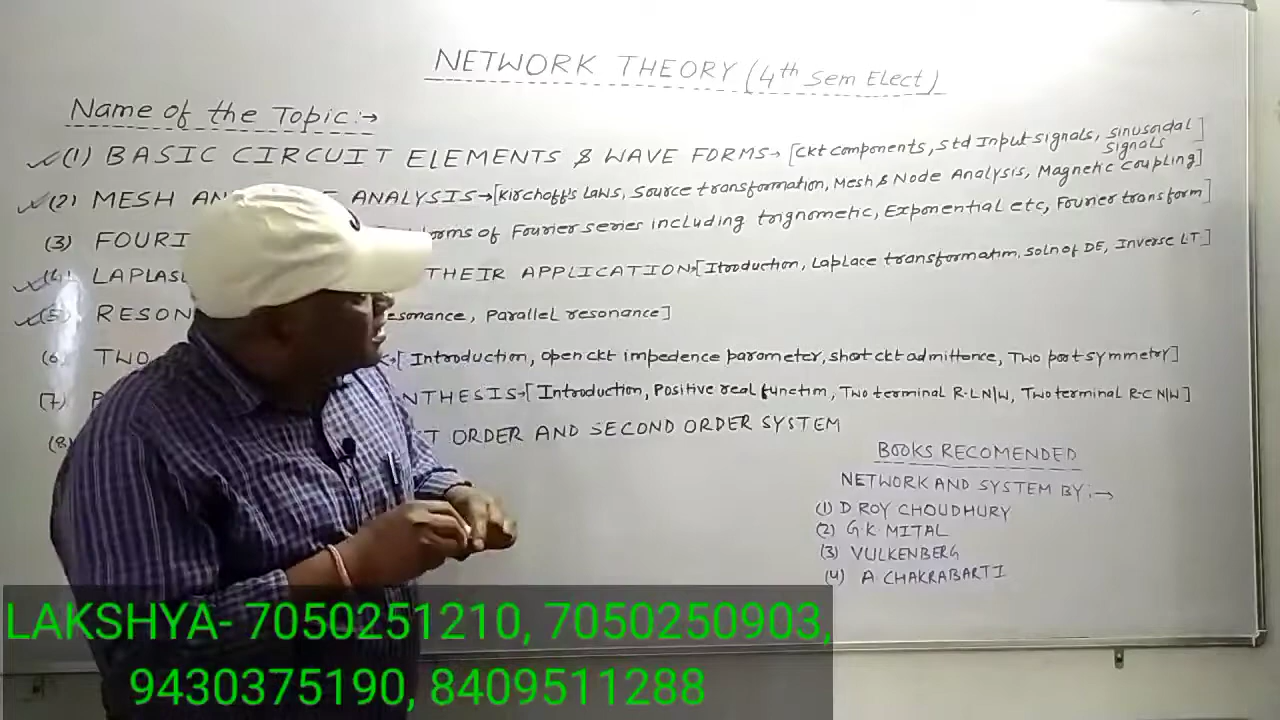 NETWORK THEORY (4th Sem Elect)
Name of the Topic:→
(1) BASIC CIRCUIT ELEMENTS & WAVE FORMS→ [Ckt components, std Input signals, sinusoidal signals]
(2) MESH AN ANALYSIS→[Kirchoff's Laws, Source transformation, Mesh & Node Analysis, Magnetic coupling]
(3) FOURI orms of Fourier series including trignometic, Exponential etc, Fourier transform]
(4) LAPLAS THEIR APPLICATION→[Itroduction, Laplace transformation, soln of DE, Inverse LT]
(5) RESON esonance, Parallel resonance]
(6) TWO [Introduction, open ckt impedence parameter, short ckt admittance, Two port symmetry]
(7) P NTHESIS→[Introduction, Positive real function, Two terminal R-L N/W, Two terminal R-C N/W]
(8) T ORDER AND SECOND ORDER SYSTEM
BOOKS RECOMENDED
NETWORK AND SYSTEM BY:→
(1) D ROY CHOUDHURY
(2) G.K MITAL
(3) VULKENBERG
(4) A CHAKRABARTI
LAKSHYA- 7050251210, 7050250903,
9430375190, 8409511288